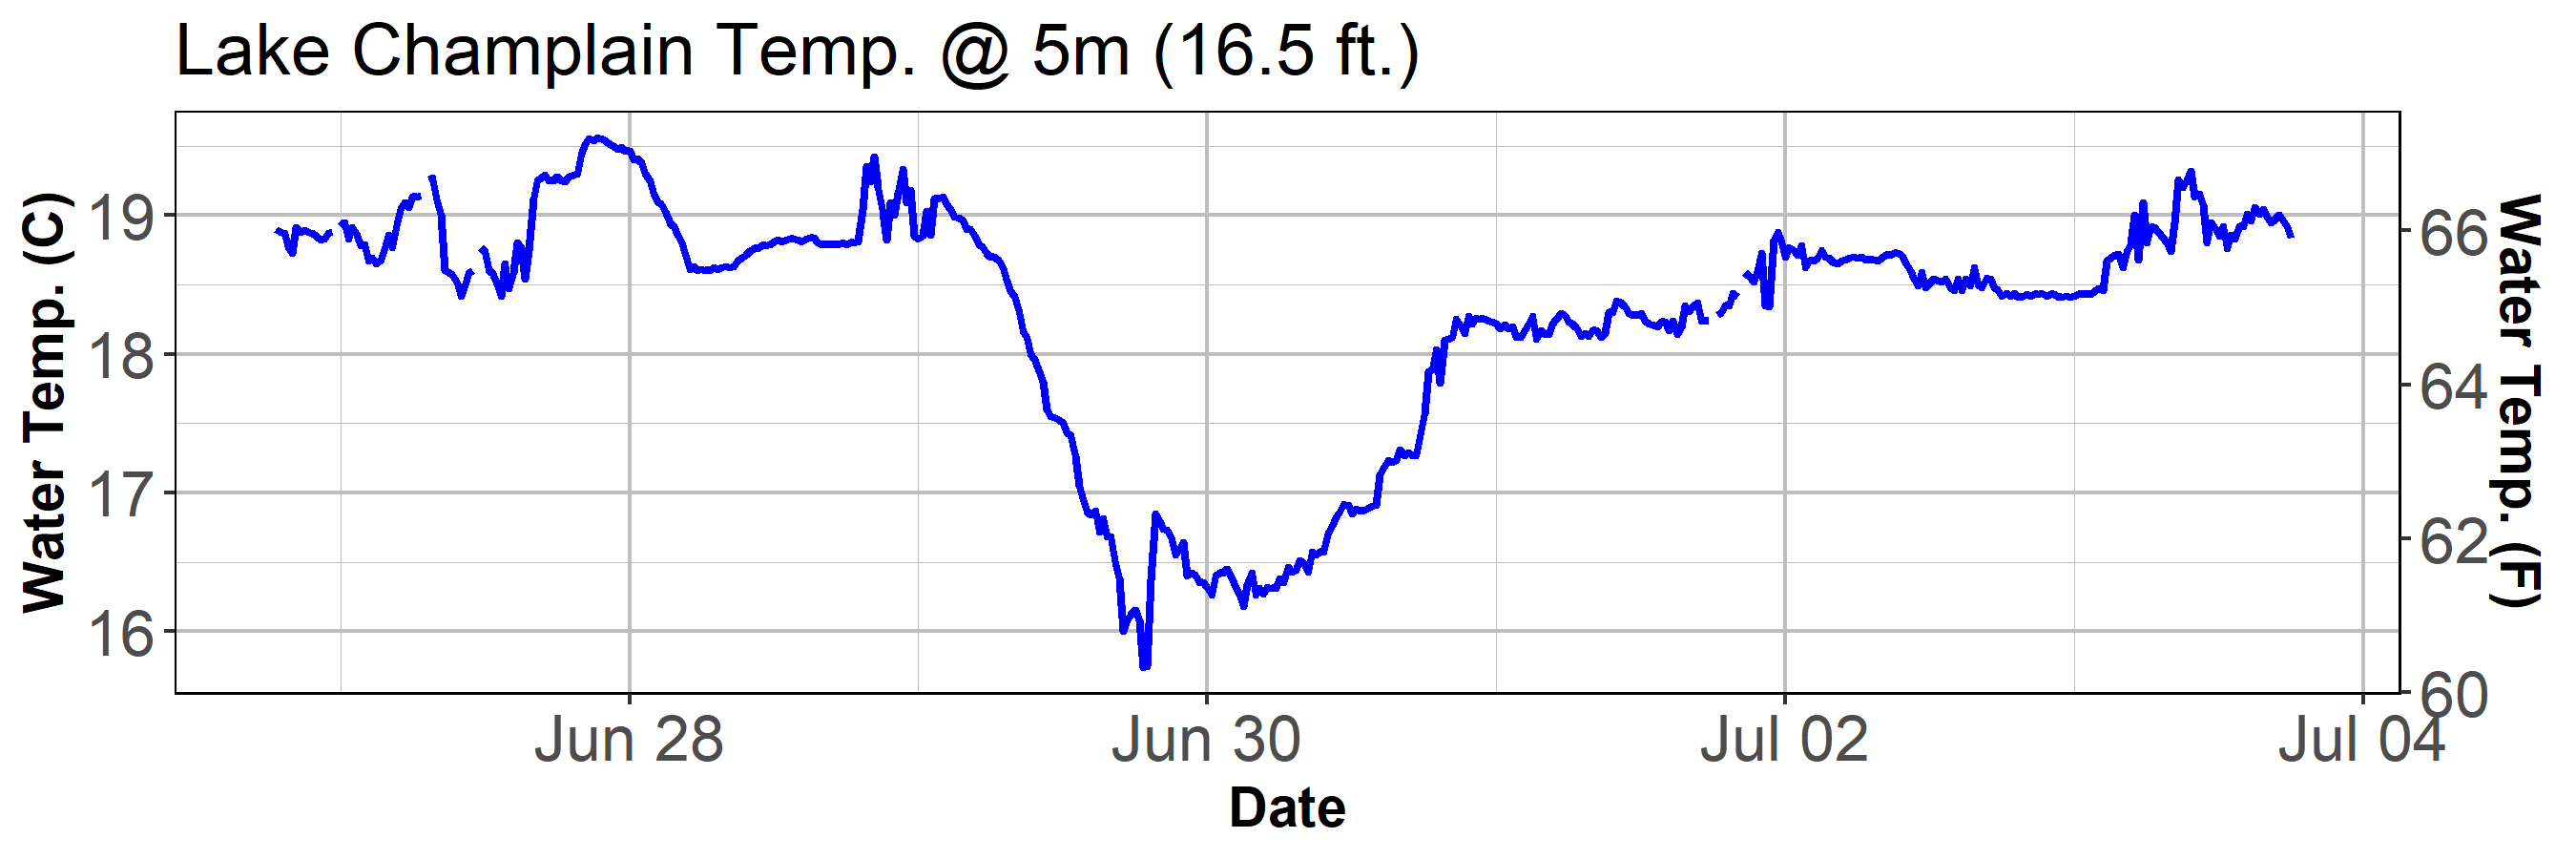 Lake Champlain Temp. @ 5m (16.5 ft.)
Water Temp. (C)
19
18
17
16
66
64
62
60
Water Temp. (F)
Jun 28
Jun 30
Jul 02
Jul 04
Date